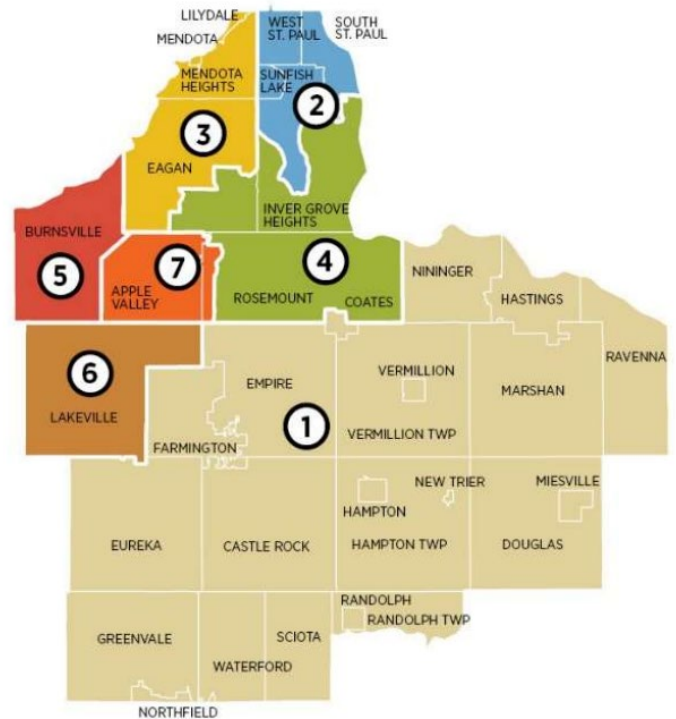 LILYDALE
MENDOTA
MENDOTA
HEIGHTS
WEST
ST. PAUL
SOUTH
ST. PAUL
SUNFISH
LAKE
2
3
EAGAN
INVER GROVE
HEIGHTS
BURNSVILLE
5
7
APPLE
VALLEY
4
ROSEMOUNT
COATES
NININGER
HASTINGS
RAVENNA
6
LAKEVILLE
EMPIRE
1
FARMINGTON
VERMILLION
VERMILLION TWP
MARSHAN
NEW TRIER
MIESVILLE
HAMPTON
EUREKA
CASTLE ROCK
HAMPTON TWP
DOUGLAS
RANDOLPH
RANDOLPH TWP
GREENVALE
SCIOTA
WATERFORD
NORTHFIELD